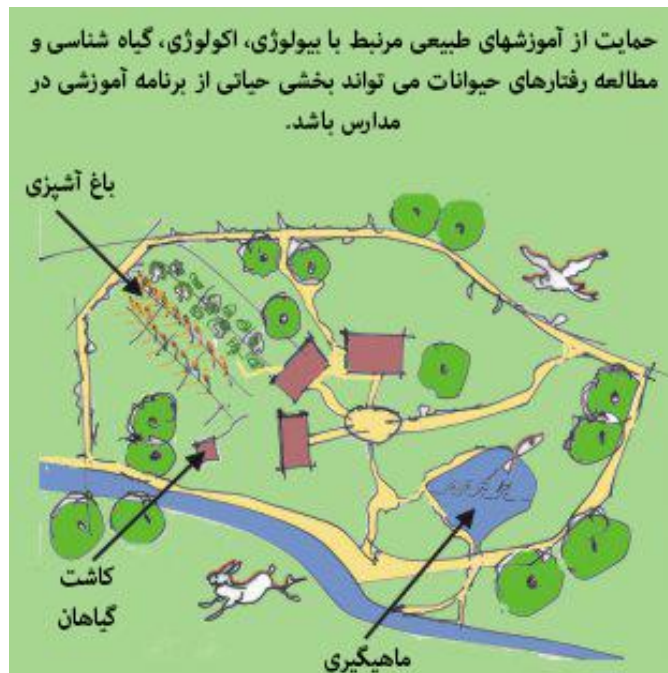 حمایت از آموزشهای طبیعی مرتبط با بیولوژی، اکولوژی، گیاه شناسی و
مطالعه رفتارهای حیوانات می تواند بخشی حیاتی از برنامه آموزشی در
مدارس باشد.
باغ آشپزی
کاشت
گیاهان
ماهیگیری